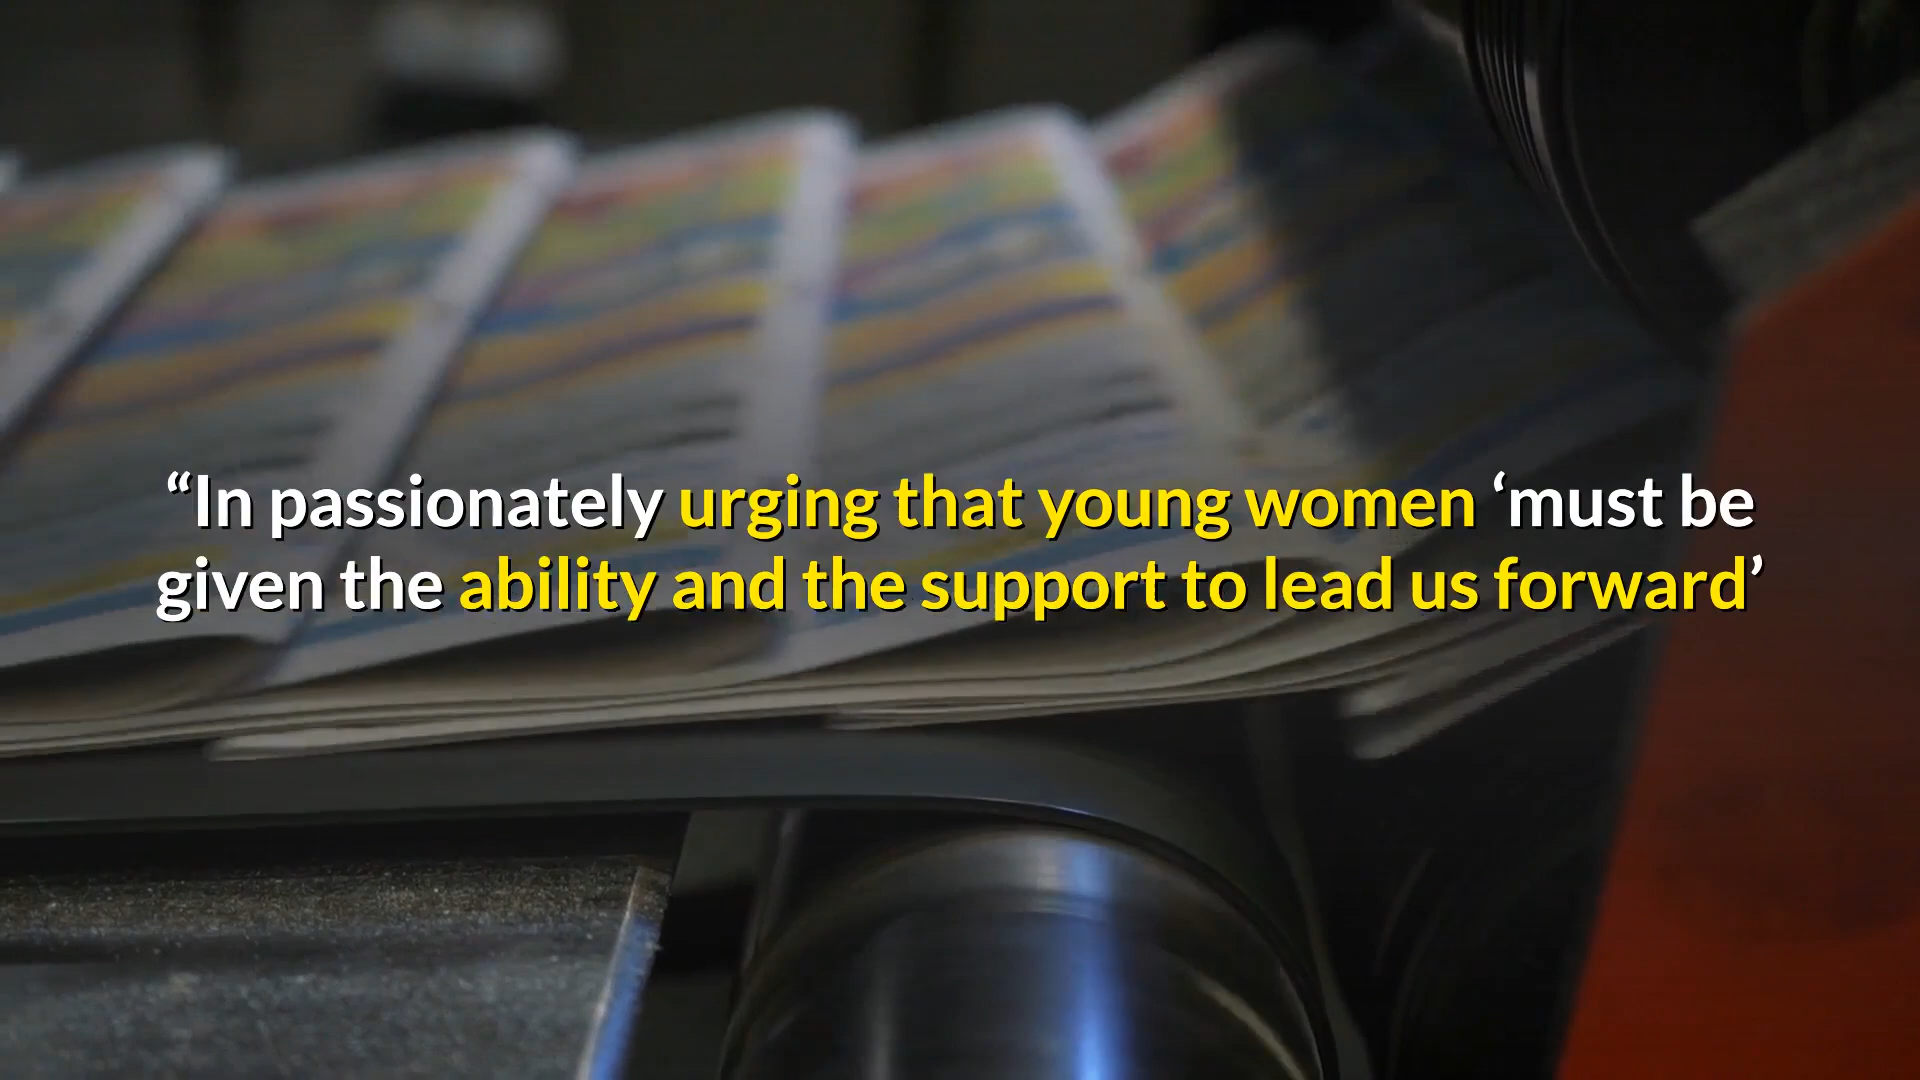 “In passionately urging that young women ‘must be
given the ability and the support to lead us forward’